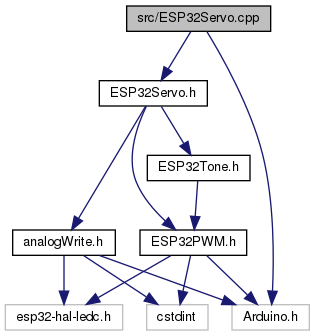 src/ESP32Servo.cpp
ESP32Servo.h
ESP32Tone.h
analogWrite.h
ESP32PWM.h
esp32-hal-ledc.h
cstdint
Arduino.h